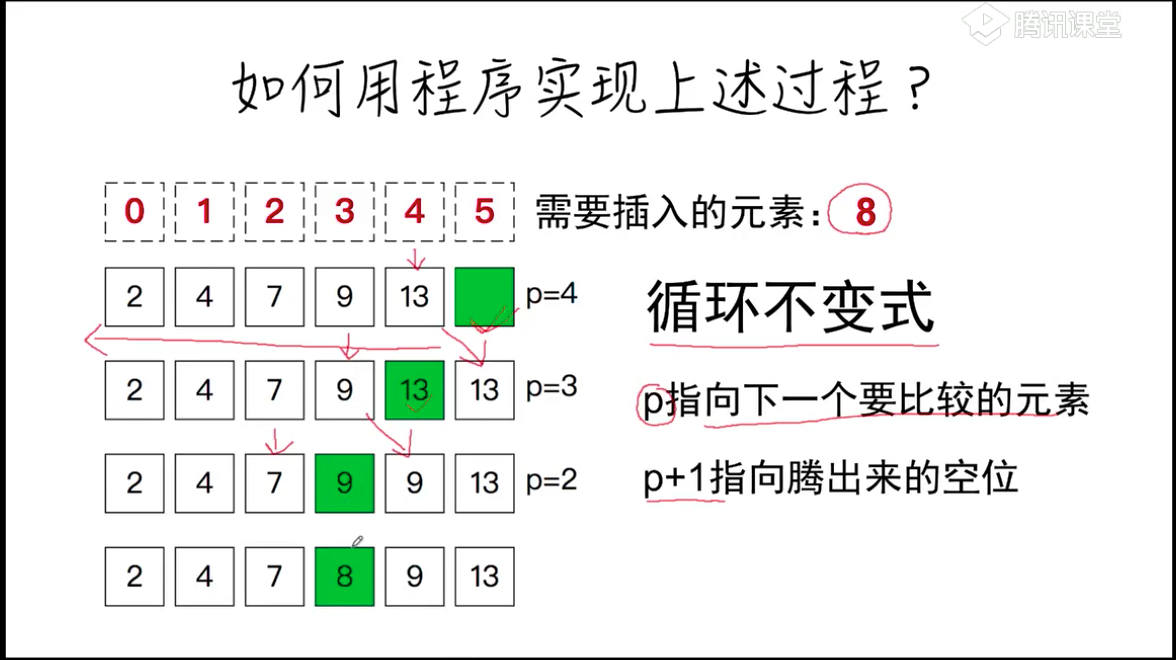 腾讯课堂
如何用程序实现上述过程？
0 1 2 3 4 5 需要插入的元素：8
2 4 7 9 13 p=4
循环不变式
2 4 7 9 13 13 p=3
p指向下一个要比较的元素
2 4 7 9 9 13 p=2
p+1指向腾出来的空位
2 4 7 8 9 13